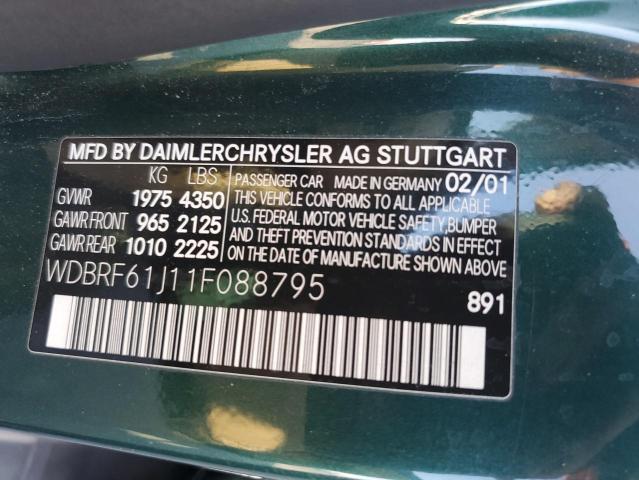 MFD BY DAIMLERCHRYSLER AG STUTTGART
KG LBS
GVWR 1975 4350
GAWR FRONT 965 2125
GAWR REAR 1010 2225
PASSENGER CAR MADE IN GERMANY 02/01
THIS VEHICLE CONFORMS TO ALL APPLICABLE
U.S. FEDERAL MOTOR VEHICLE SAFETY,BUMPER
AND THEFT PREVENTION STANDARDS IN EFFECT
ON THE DATE OF MANUFACTURE SHOWN ABOVE.
WDBRF61J11F088795
891